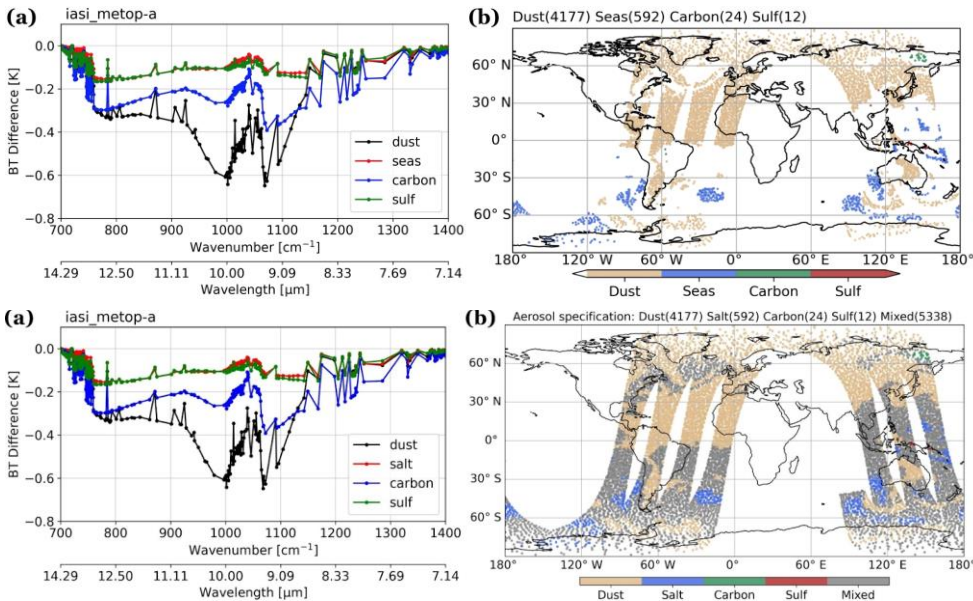 (a) iasi_metop-a
0.0
−0.2
−0.4
−0.6
−0.8
BT Difference [K]
dust
seas
carbon
sulf
700 800 900 1000 1100 1200 1300 1400
Wavenumber [cm⁻¹]
14.29 12.50 11.11 10.00 9.09 8.33 7.69 7.14
Wavelength [μm]
(b) Dust(4177) Seas(592) Carbon(24) Sulf(12)
60°N
30°N
0°
30°S
60°S
180° 120°W 60°W 0° 60°E 120°E 180°
Dust Seas Carbon Sulf
(a) iasi_metop-a
0.0
−0.2
−0.4
−0.6
−0.8
BT Difference [K]
dust
salt
carbon
sulf
700 800 900 1000 1100 1200 1300 1400
Wavenumber [cm⁻¹]
14.29 12.50 11.11 10.00 9.09 8.33 7.69 7.14
Wavelength [μm]
(b) Aerosol specification: Dust(4177) Salt(592) Carbon(24) Sulf(12) Mixed(5338)
60°N
30°N
0°
30°S
60°S
180° 120°W 60°W 0° 60°E 120°E 180°
Dust Salt Carbon Sulf Mixed